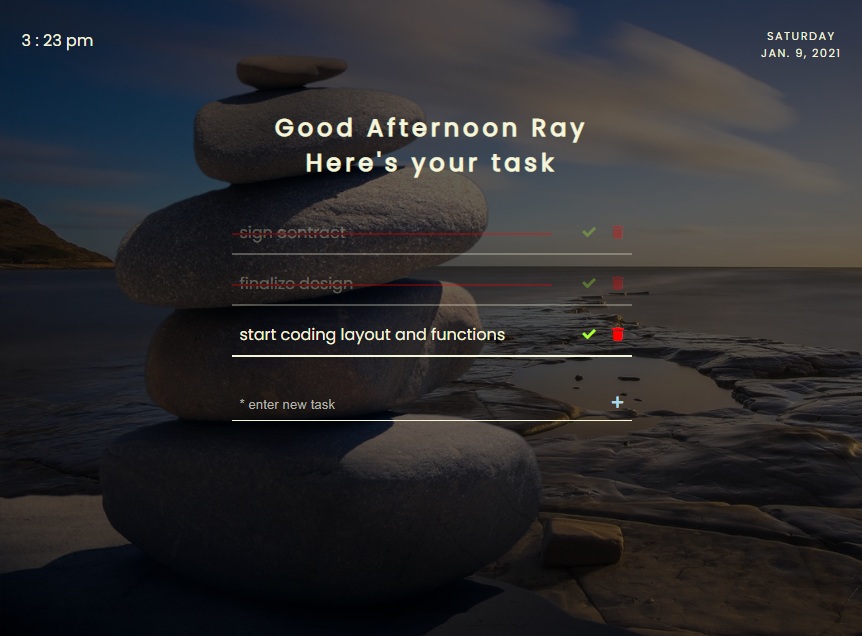 3 : 23 pm
SATURDAY
JAN. 9, 2021
Good Afternoon Ray
Here's your task
sign contract
finalize design
start coding layout and functions
* enter new task